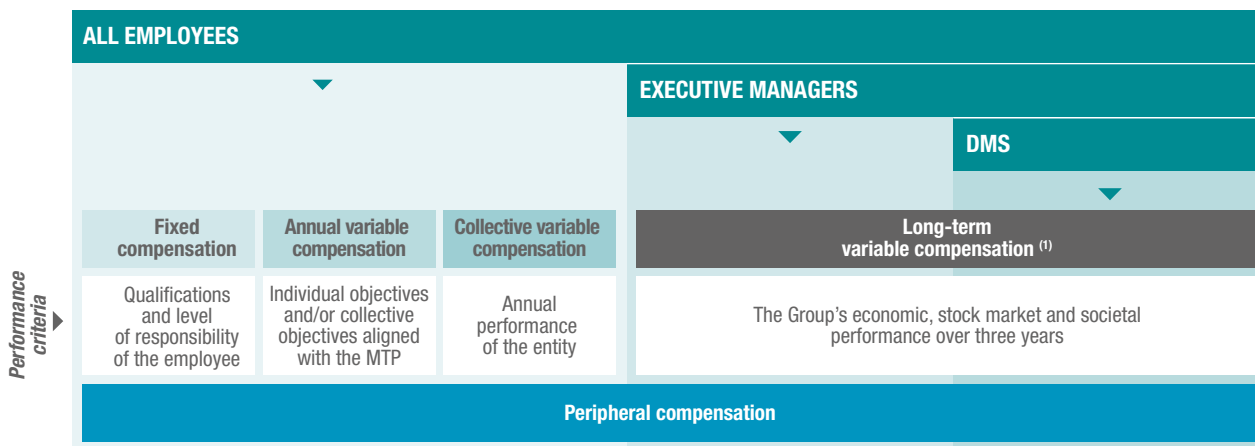 ALL EMPLOYEES
EXECUTIVE MANAGERS
DMS
Fixed
compensation
Annual variable
compensation
Collective variable
compensation
Long-term
variable compensation (1)
Performance
criteria
Qualifications
and level
of responsibility
of the employee
Individual objectives
and/or collective
objectives aligned
with the MTP
Annual
performance
of the entity
The Group's economic, stock market and societal
performance over three years
Peripheral compensation